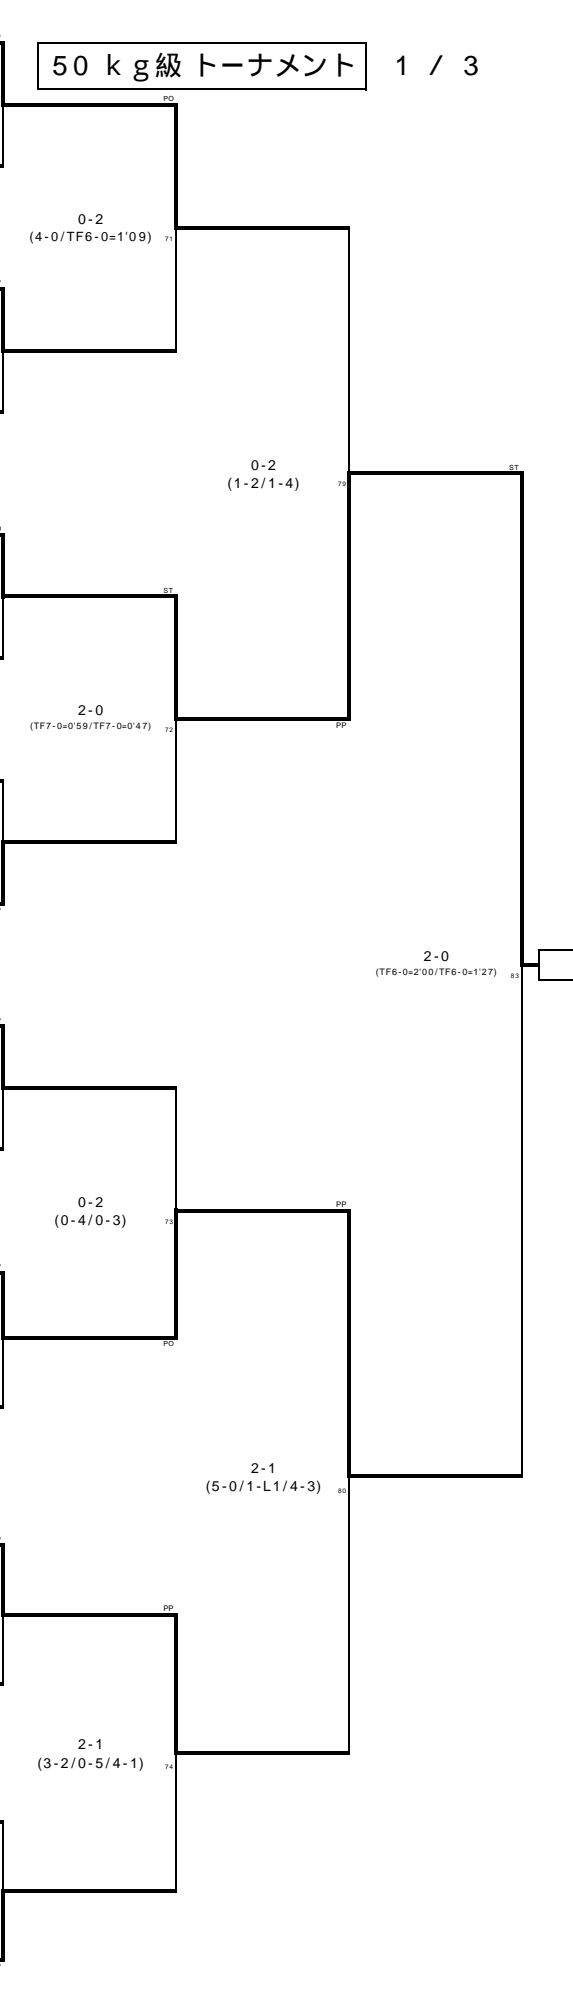 50 ｋｇ級 トーナメント
1 / 3
PO
0-2
(4-0/TF6-0=1'09)
71
0-2
(1-2/1-4)
79
ST
ST
2-0
(TF7-0=0'59/TF7-0=0'47)
72
PP
2-0
(TF6-0=2'00/TF6-0=1'27)
83
0-2
(0-4/0-3)
73
PP
PO
2-1
(5-0/1-L1/4-3)
80
PP
2-1
(3-2/0-5/4-1)
74